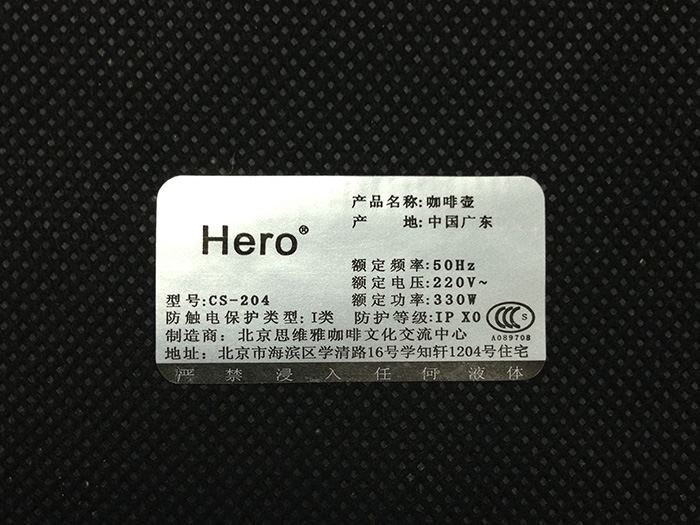 产品名称:咖啡壶
产 地:中国广东
Hero®
额定频率:50Hz
额定电压:220V~
型号:CS-204 额定功率:330W
防触电保护类型:I类 防护等级:IP X0
CCC S
A089708
制造商: 北京思维雅咖啡文化交流中心
地址: 北京市海滨区学清路16号学知轩1204号住宅
严禁浸入任何液体